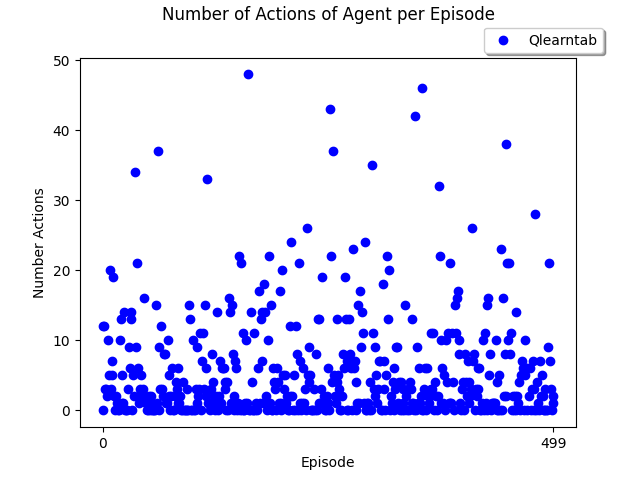 Number of Actions of Agent per Episode
Qlearntab
50
40
30
20
10
0
Number Actions
0 499
Episode